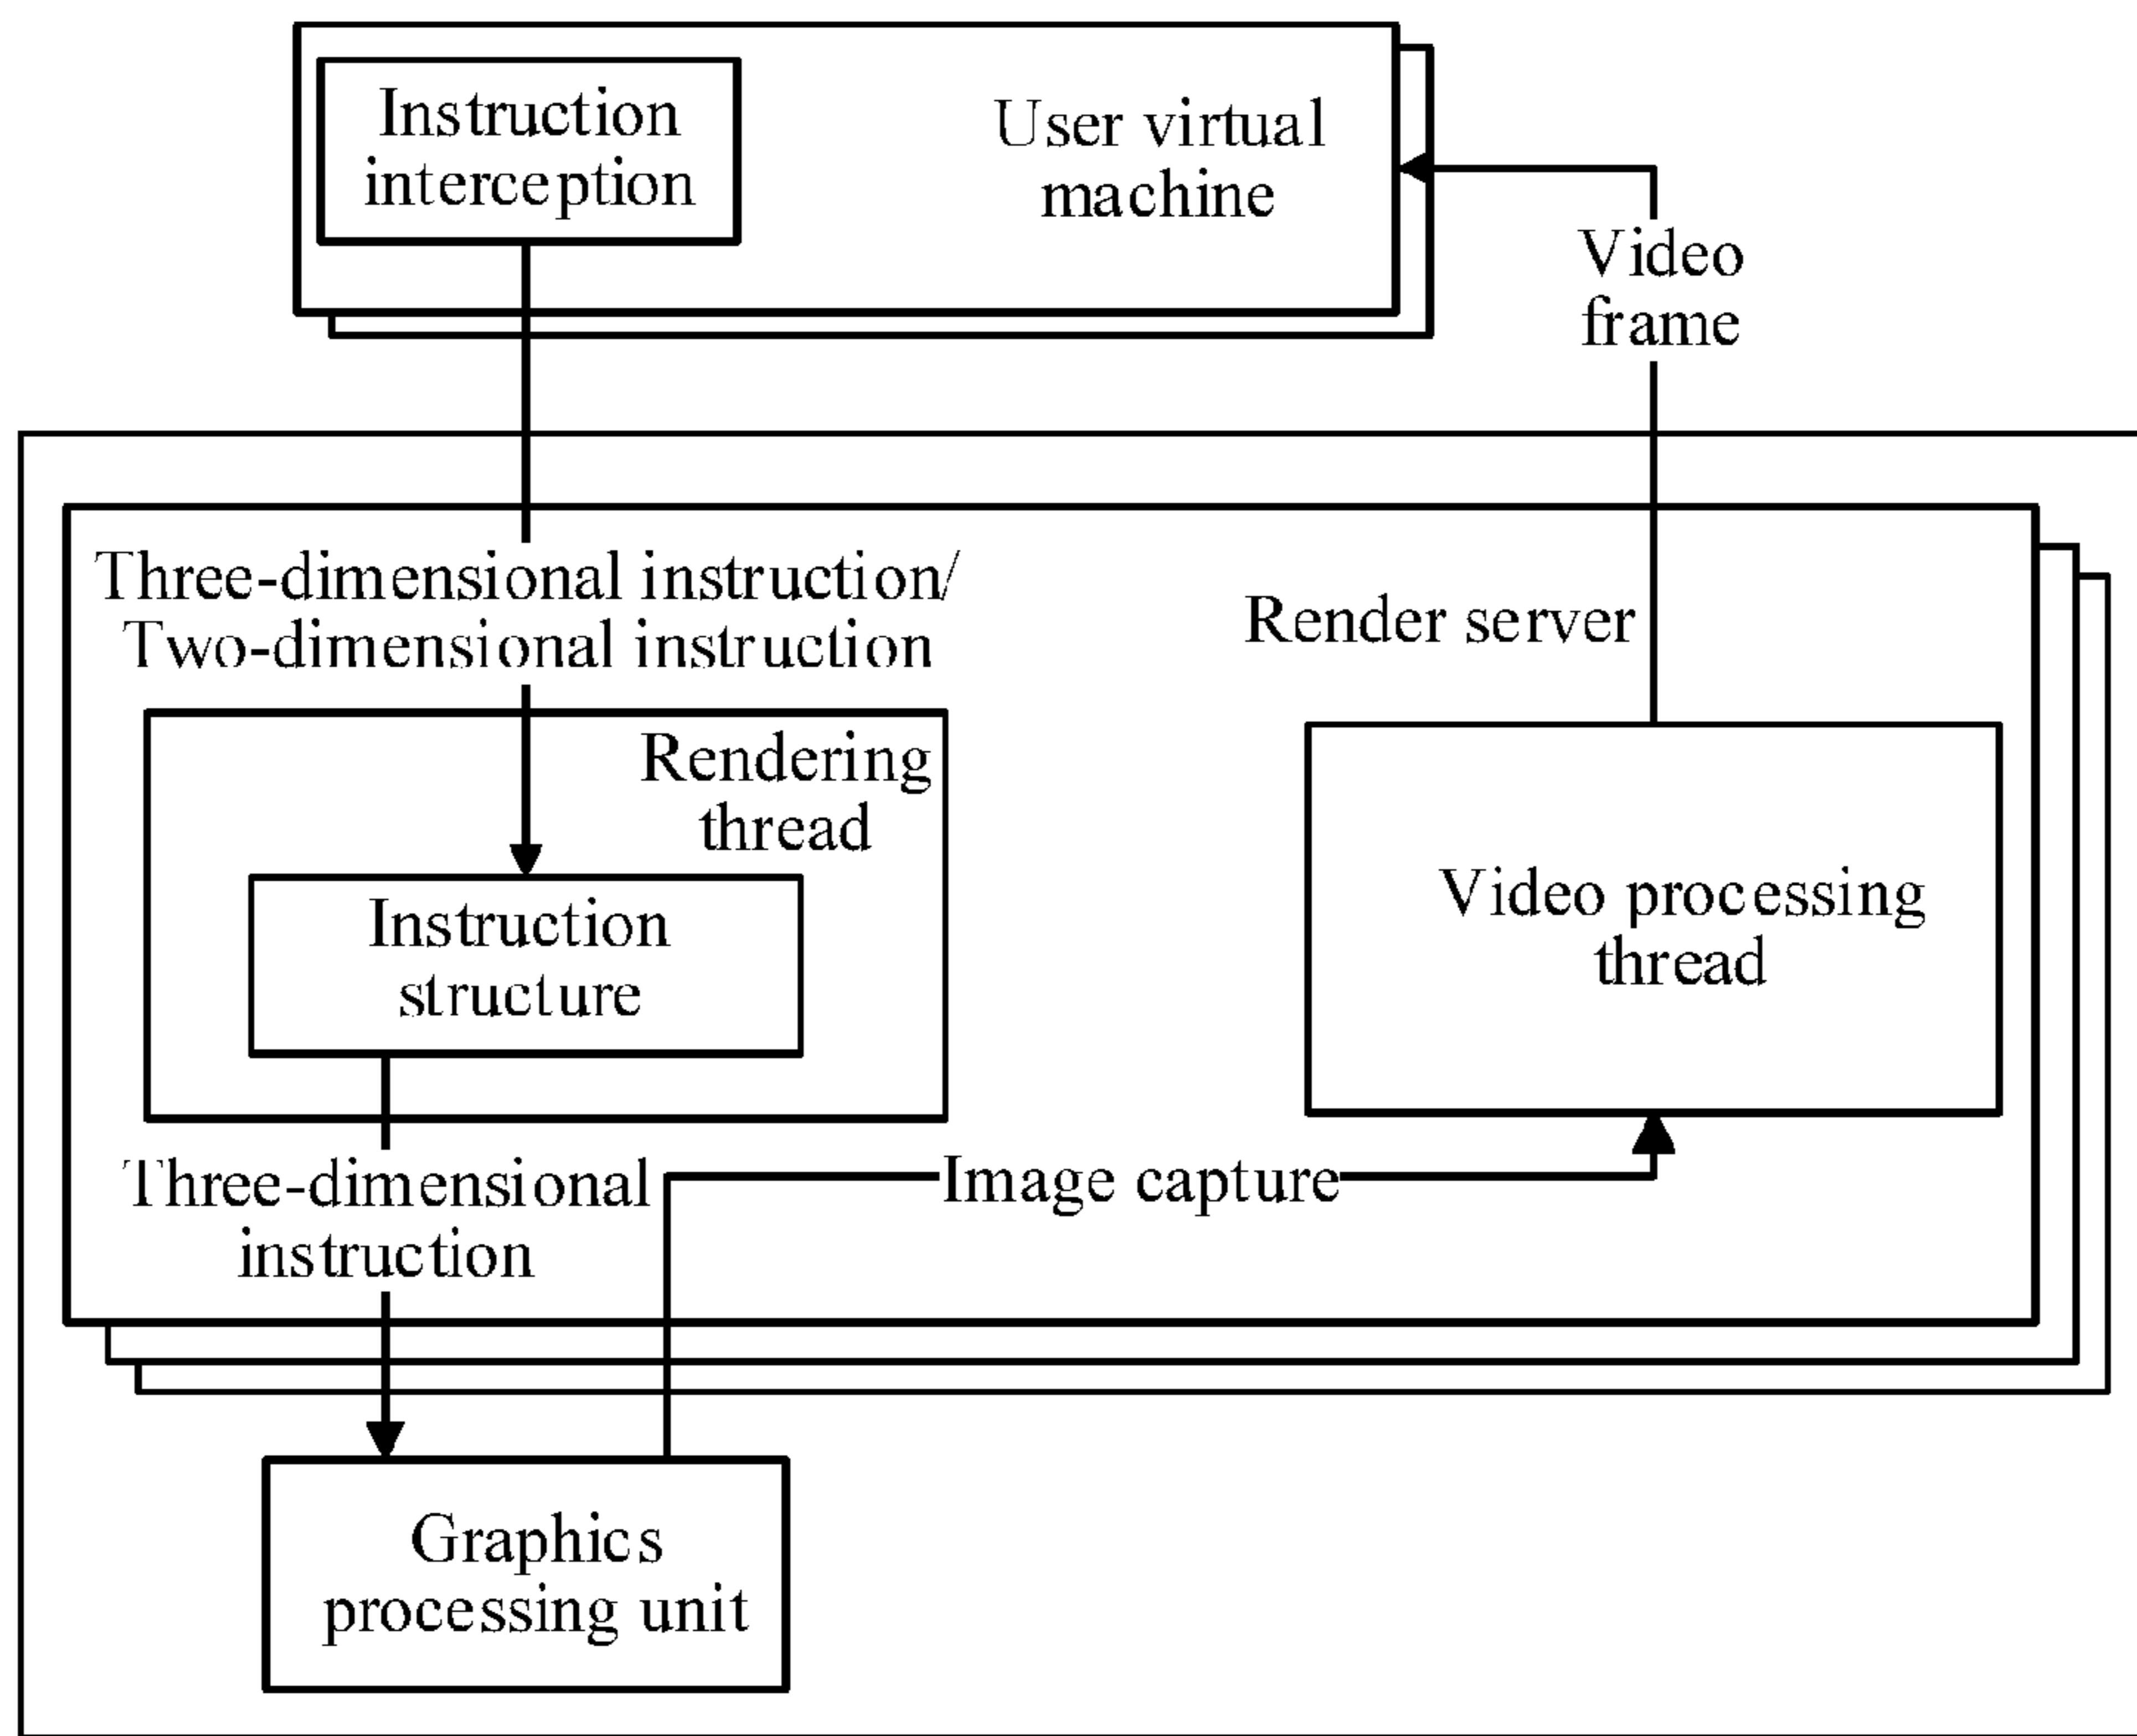 Instruction
interception
User virtual
machine
Video
frame
Three-dimensional instruction/
Two-dimensional instruction
Render server
Rendering
thread
Instruction
structure
Video processing
thread
Three-dimensional
instruction
Image capture
Graphics
processing unit